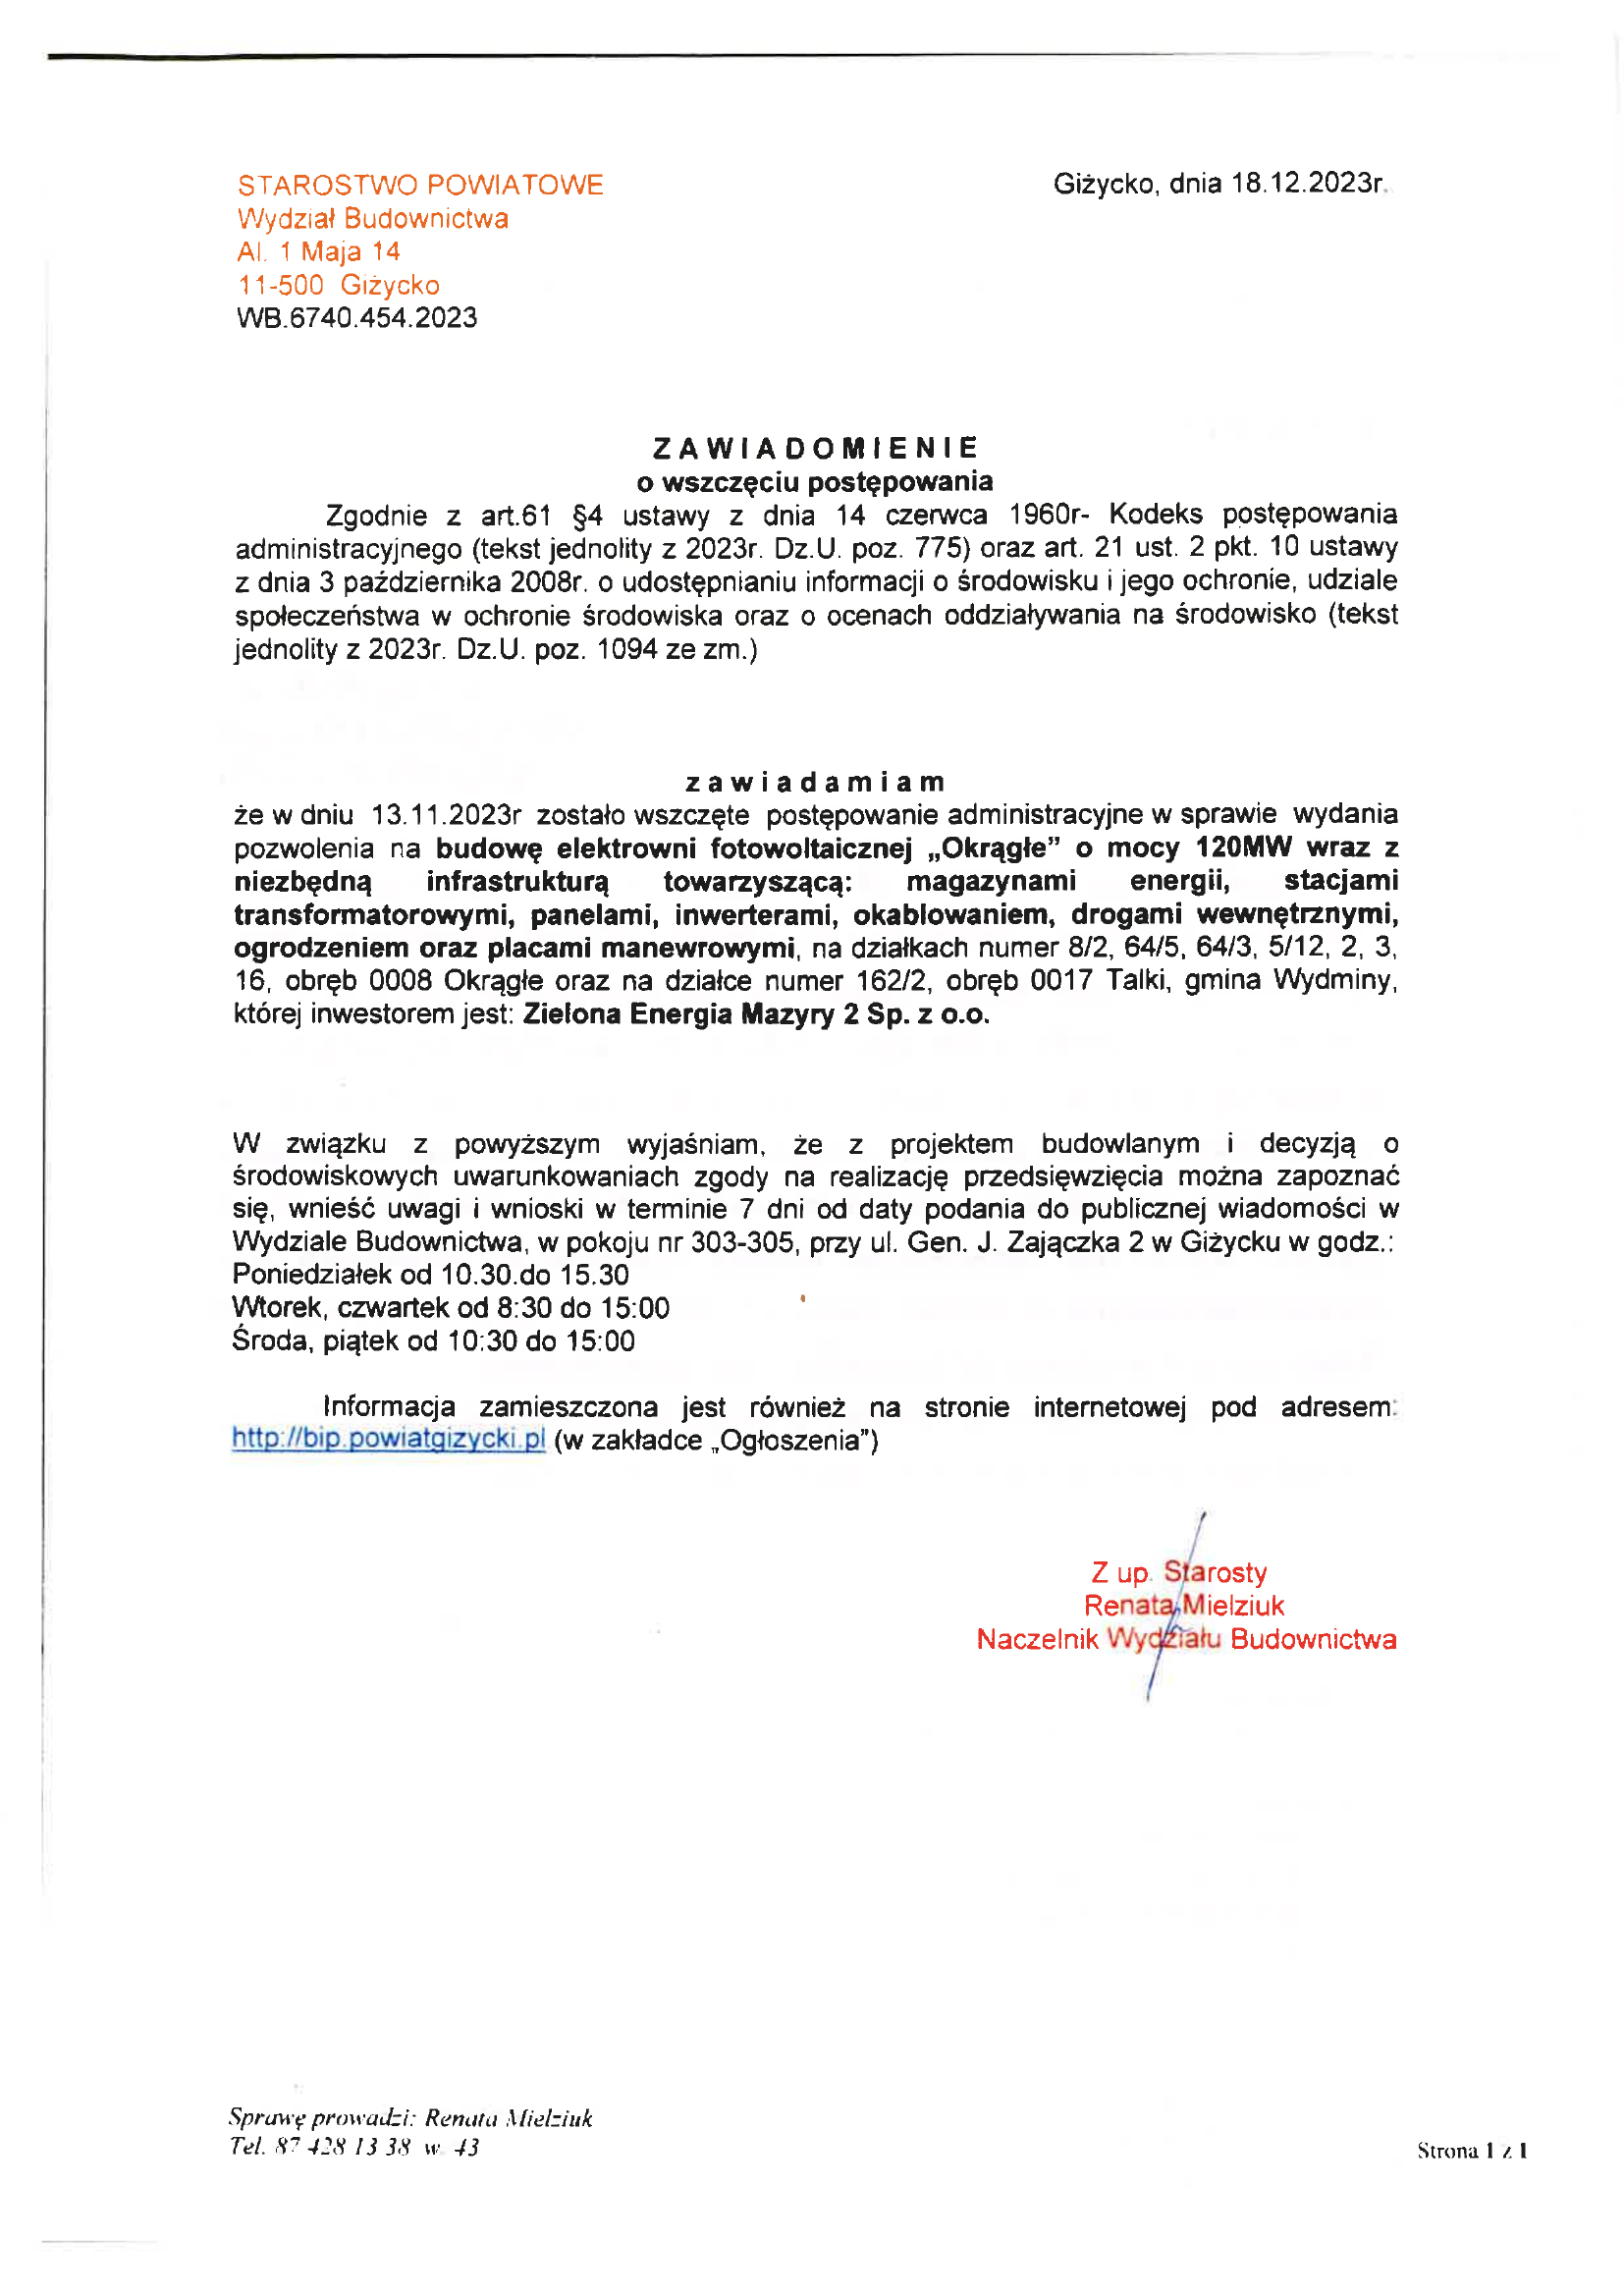 STAROSTWO POWIATOWE
Giżycko, dnia 18.12.2023r.
Wydział Budownictwa
Al. 1 Maja 14
11-500 Giżycko
WB.6740.454.2023
ZAWIADOMIENIE
o wszczęciu postępowania
Zgodnie z art.61 §4 ustawy z dnia 14 czerwca 1960r- Kodeks postępowania
administracyjnego (tekst jednolity z 2023r. Dz.U. poz. 775) oraz art. 21 ust. 2 pkt. 10 ustawy
z dnia 3 października 2008r. o udostępnianiu informacji o środowisku i jego ochronie, udziale
społeczeństwa w ochronie środowiska oraz o ocenach oddziaływania na środowisko (tekst
jednolity z 2023r. Dz.U. poz. 1094 ze zm.)
zawiadamiam
że w dniu 13.11.2023r zostało wszczęte postępowanie administracyjne w sprawie wydania
pozwolenia na budowę elektrowni fotowoltaicznej „Okrągłe” o mocy 120MW wraz z
niezbędną infrastrukturą towarzyszącą: magazynami energii, stacjami
transformatorowymi, panelami, inwerterami, okablowaniem, drogami wewnętrznymi,
ogrodzeniem oraz placami manewrowymi, na działkach numer 8/2, 64/5, 64/3, 5/12, 2, 3,
16, obręb 0008 Okrągłe oraz na działce numer 162/2, obręb 0017 Talki, gmina Wydminy,
której inwestorem jest: Zielona Energia Mazyry 2 Sp. z o.o.
W związku z powyższym wyjaśniam, że z projektem budowlanym i decyzją o
środowiskowych uwarunkowaniach zgody na realizację przedsięwzięcia można zapoznać
się, wnieść uwagi i wnioski w terminie 7 dni od daty podania do publicznej wiadomości w
Wydziale Budownictwa, w pokoju nr 303-305, przy ul. Gen. J. Zajączka 2 w Giżycku w godz.:
Poniedziałek od 10.30.do 15.30
Wtorek, czwartek od 8:30 do 15:00
Środa, piątek od 10:30 do 15:00
Informacja zamieszczona jest również na stronie internetowej pod adresem:
http://bip.powiatgizycki.pl (w zakładce „Ogłoszenia”)
Z up. Starosty
Renata Mielziuk
Naczelnik Wydziału Budownictwa
Sprawę prowadzi: Renata Mielziuk
Tel. 87 428 13 38 w. 43
Strona 1 z 1